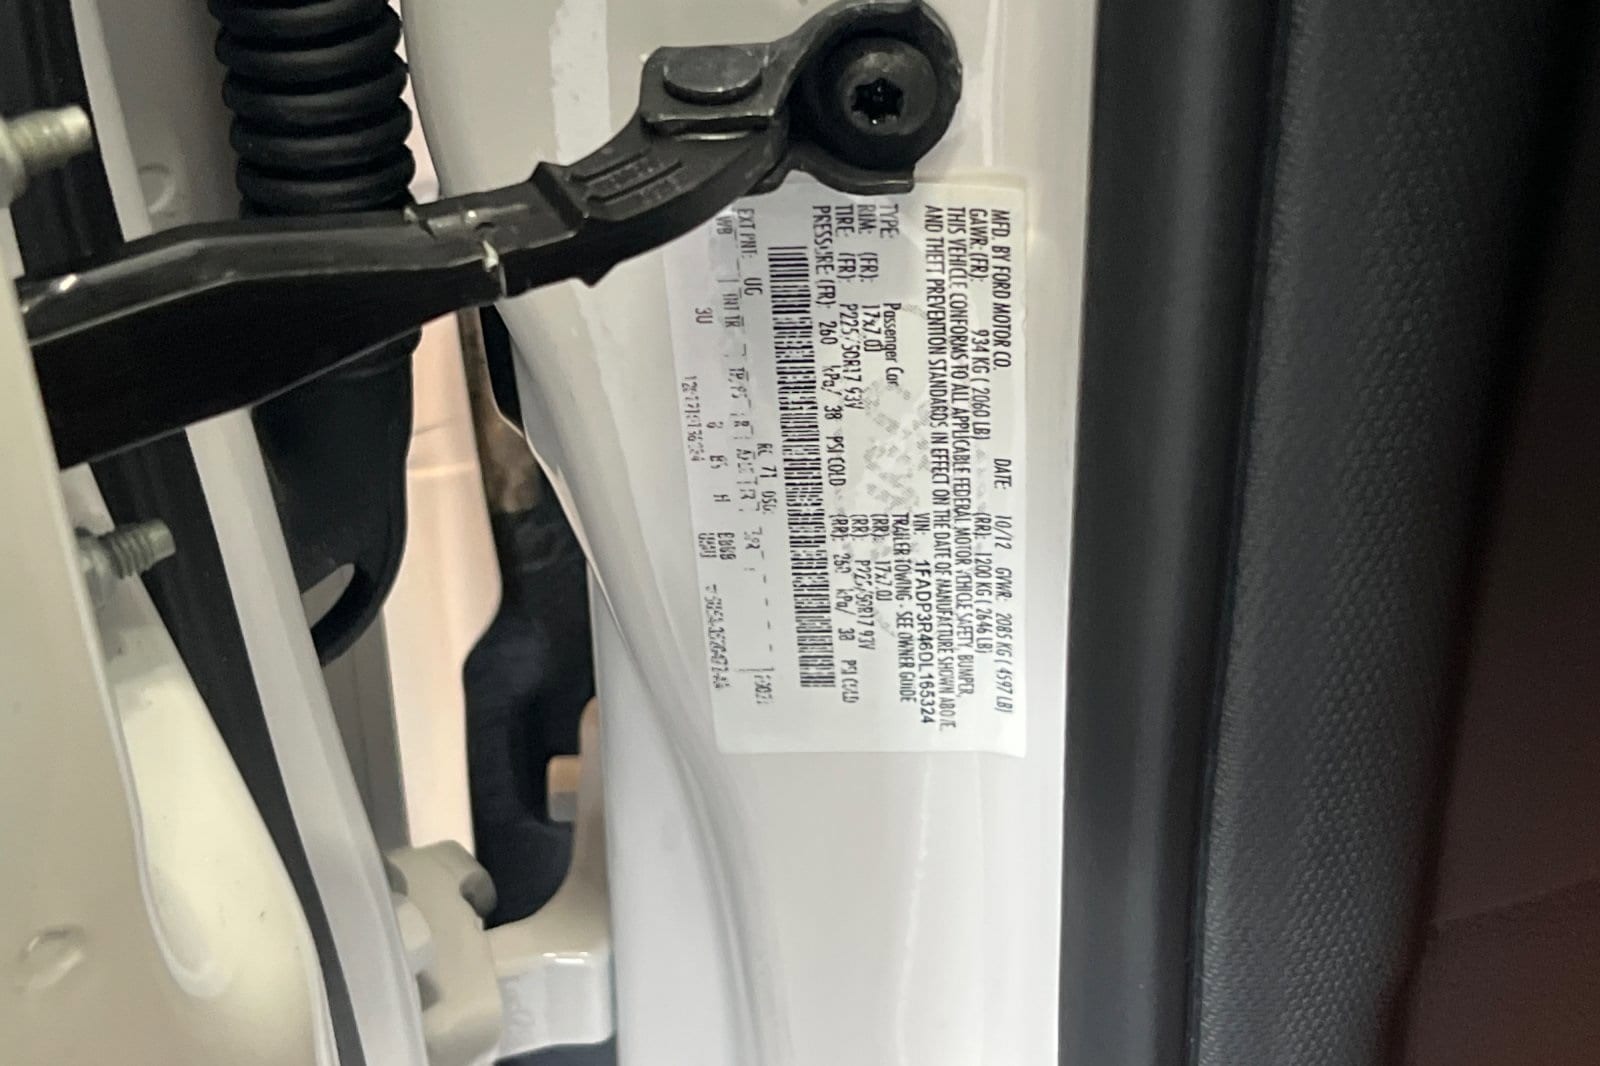 MFD. BY FORD MOTOR CO. DATE: 10/12 GVWR: 2085 KG ( 4597 LB)
GAWR:(FR): 934 KG ( 2060 LB) (RR): 1200 KG ( 2646 LB)
THIS VEHICLE CONFORMS TO ALL APPLICABLE FEDERAL MOTOR VEHICLE SAFETY, BUMPER,
AND THEFT PREVENTION STANDARDS IN EFFECT ON THE DATE OF MANUFACTURE SHOWN ABOVE.
VIN: 1FADP3R46DL165324
TYPE: Passenger Car TRAILER TOWING - SEE OWNER GUIDE
RIM: (FR): 17x7.0J (RR): 17x7.0J
TIRE: (FR): P225/50R17 93V (RR): P225/50R17 93V
PRESSURE (FR): 260 kPa/ 38 PSI COLD (RR): 260 kPa/ 38 PSI COLD
EXT PNT: UG RC: 71
3U